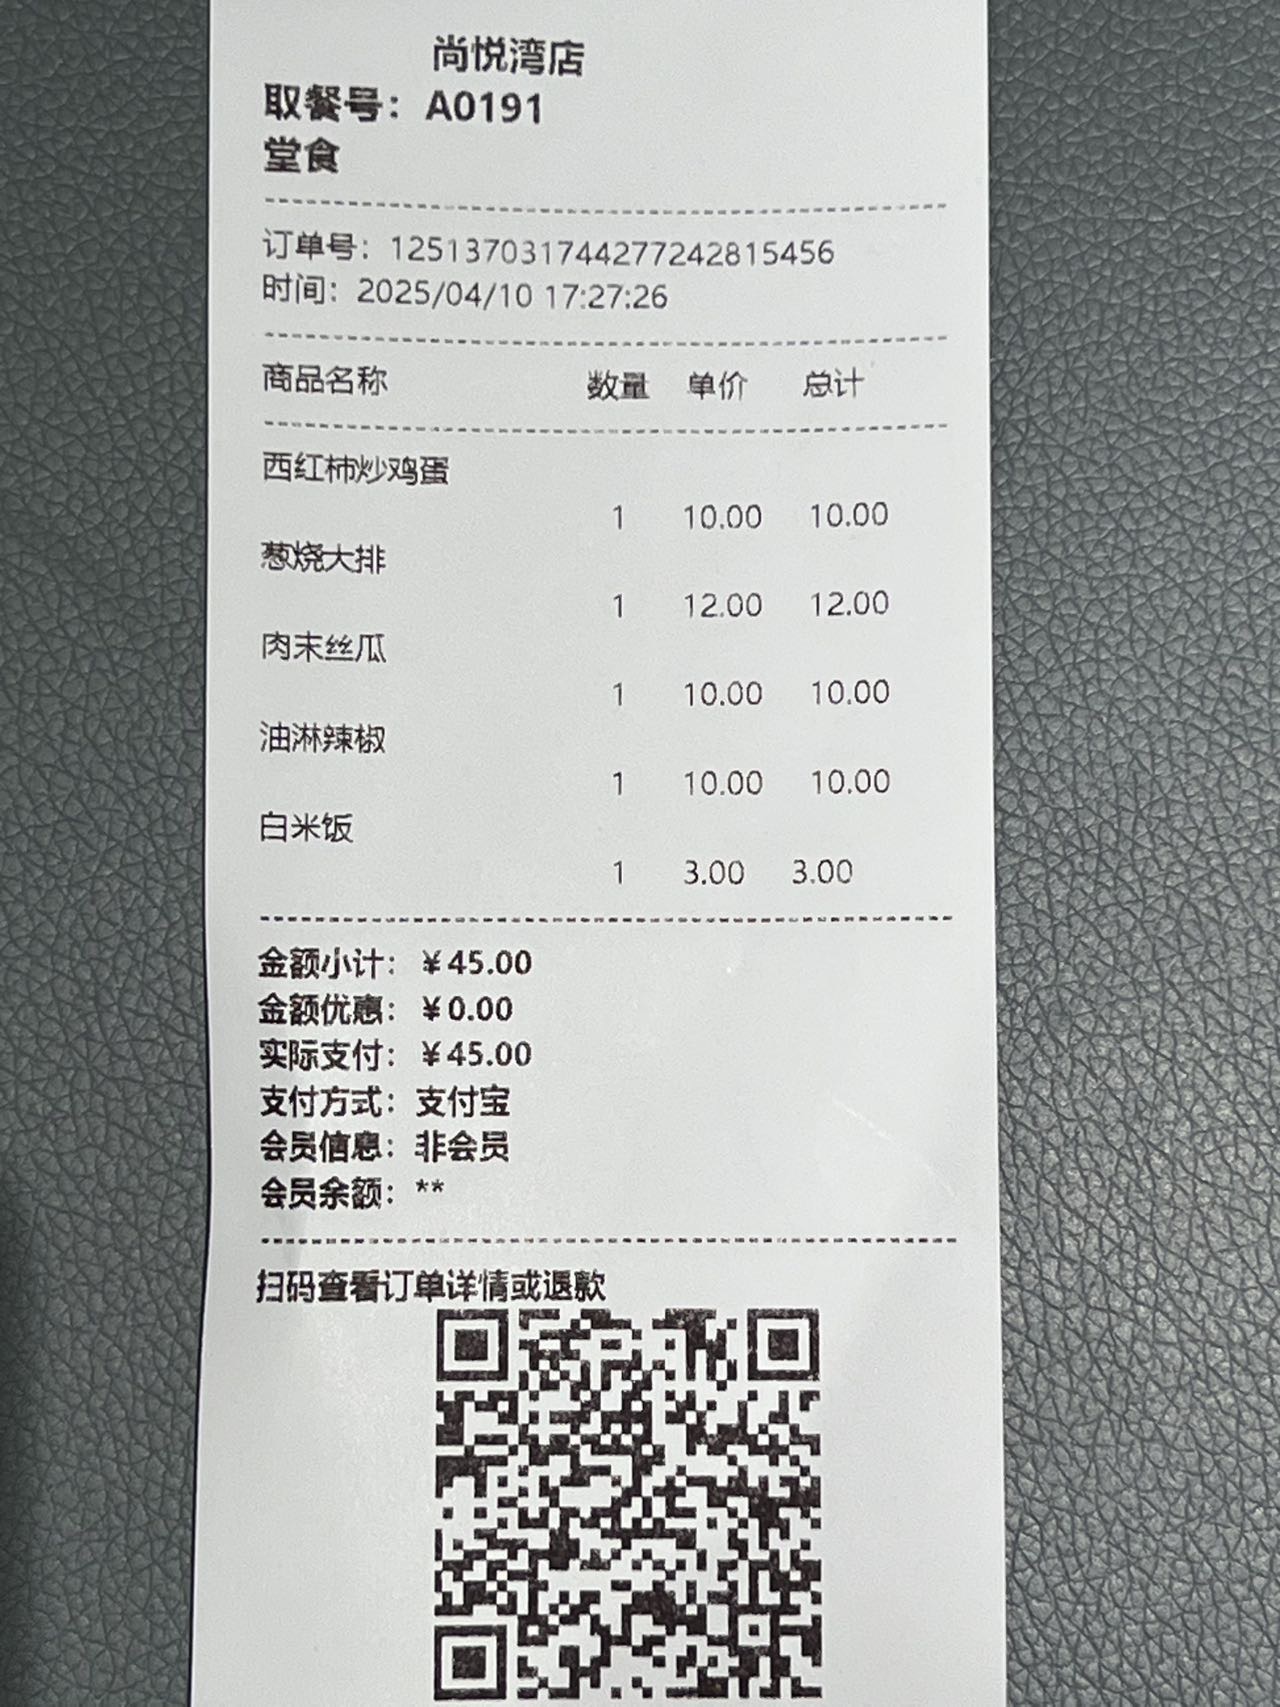 尚悦湾店
取餐号：A0191
堂食
订单号：125137031744277242815456
时间：2025/04/10 17:27:26
商品名称 数量 单价 总计
西红柿炒鸡蛋
1 10.00 10.00
葱烧大排
1 12.00 12.00
肉末丝瓜
1 10.00 10.00
油淋辣椒
1 10.00 10.00
白米饭
1 3.00 3.00
金额小计：¥45.00
金额优惠：¥0.00
实际支付：¥45.00
支付方式：支付宝
会员信息：非会员
会员余额：**
扫码查看订单详情或退款